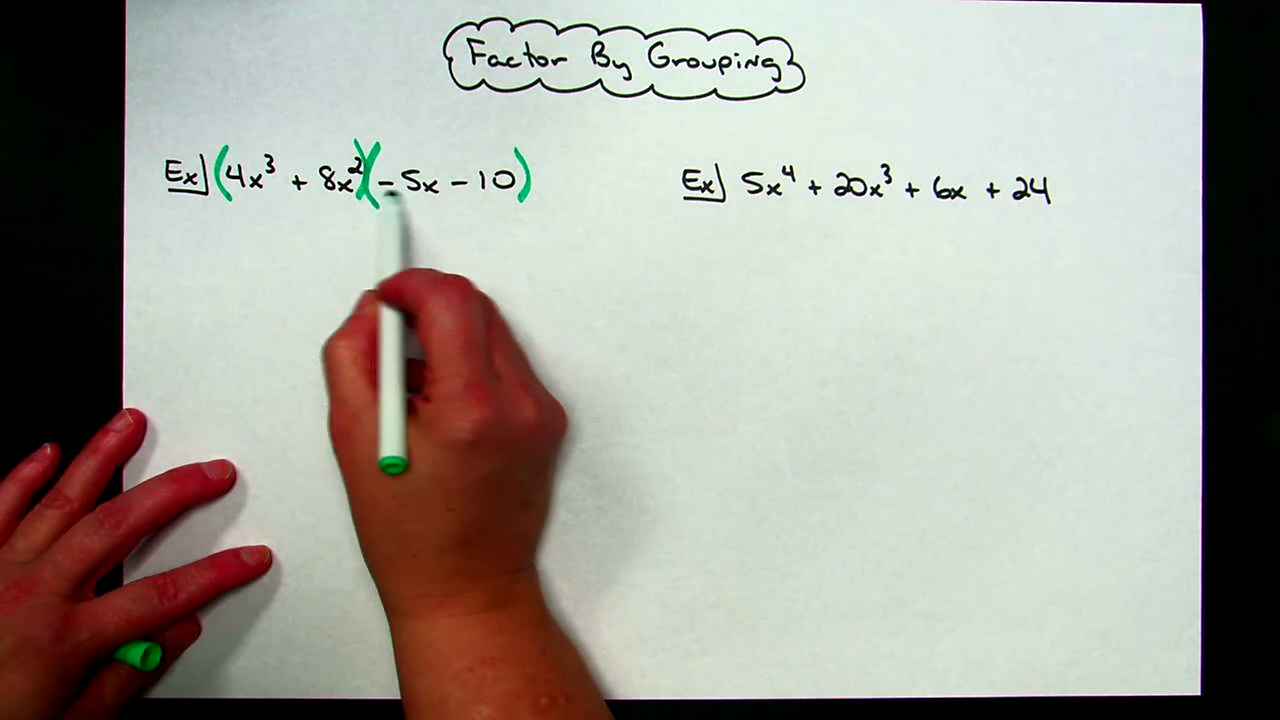 Factor By Grouping
Ex] (4x³ + 8x²)(-5x - 10)
Ex] 5x⁴ + 20x³ + 6x + 24